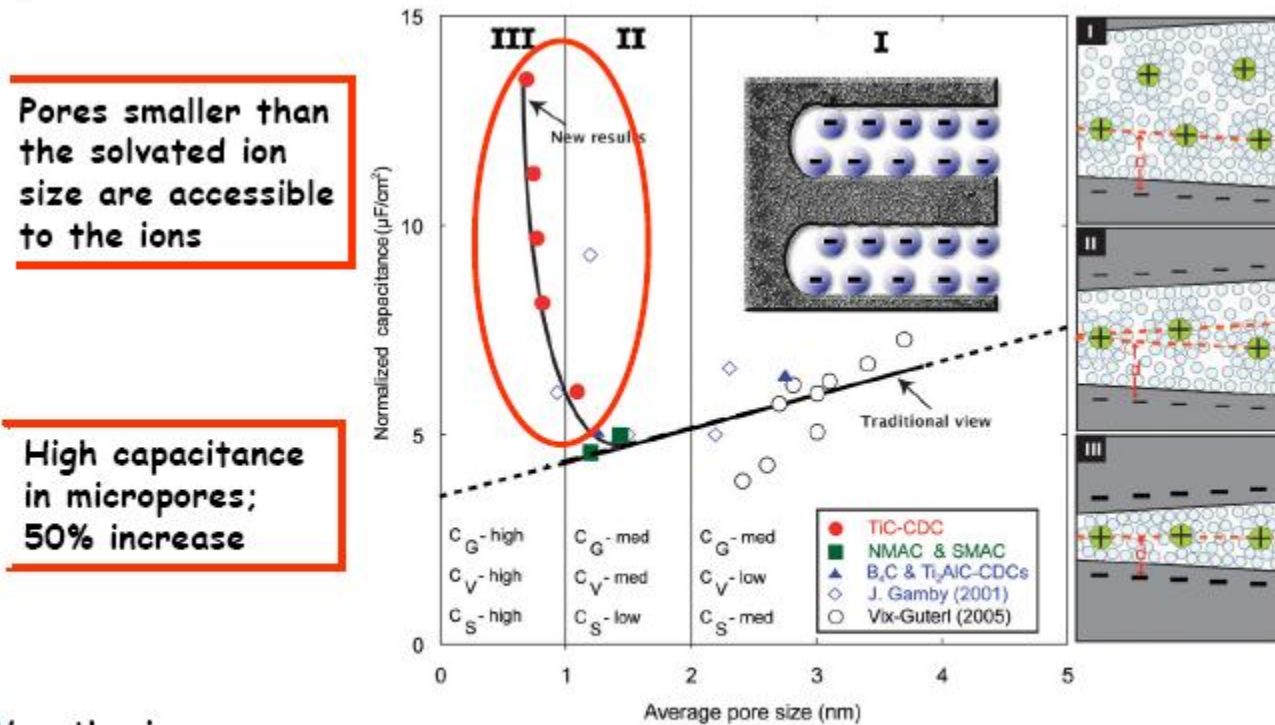 Pores smaller than
the solvated ion
size are accessible
to the ions
High capacitance
in micropores;
50% increase
Normalized capacitance (µF/cm²)
15
10
5
0
III
II
I
New results
Traditional view
C_G - high
C_V - high
C_S - high
C_G - med
C_V - med
C_S - low
C_G - med
C_V - low
C_S - med
TiC-CDC
NMAC & SMAC
B₄C & Ti₂AlC-CDCs
J. Gamby (2001)
Vix-Guterl (2005)
0 1 2 3 4 5
Average pore size (nm)
I
II
d
III